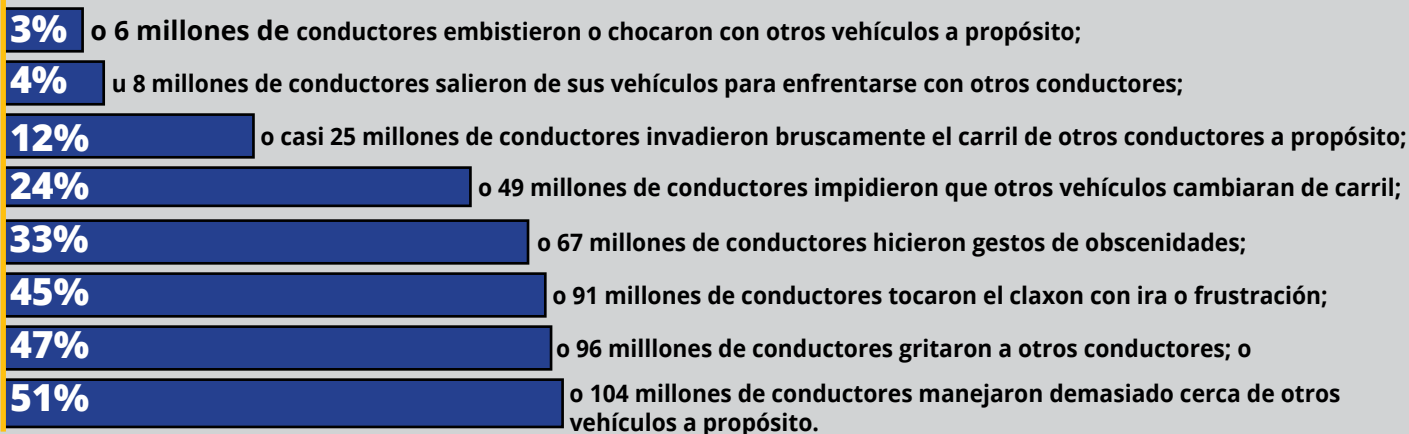 3% o 6 millones de conductores embistieron o chocaron con otros vehículos a propósito;
4% u 8 millones de conductores salieron de sus vehículos para enfrentarse con otros conductores;
12% o casi 25 millones de conductores invadieron bruscamente el carril de otros conductores a propósito;
24% o 49 millones de conductores impidieron que otros vehículos cambiaran de carril;
33% o 67 millones de conductores hicieron gestos de obscenidades;
45% o 91 millones de conductores tocaron el claxon con ira o frustración;
47% o 96 milllones de conductores gritaron a otros conductores; o
51% o 104 millones de conductores manejaron demasiado cerca de otros
vehículos a propósito.